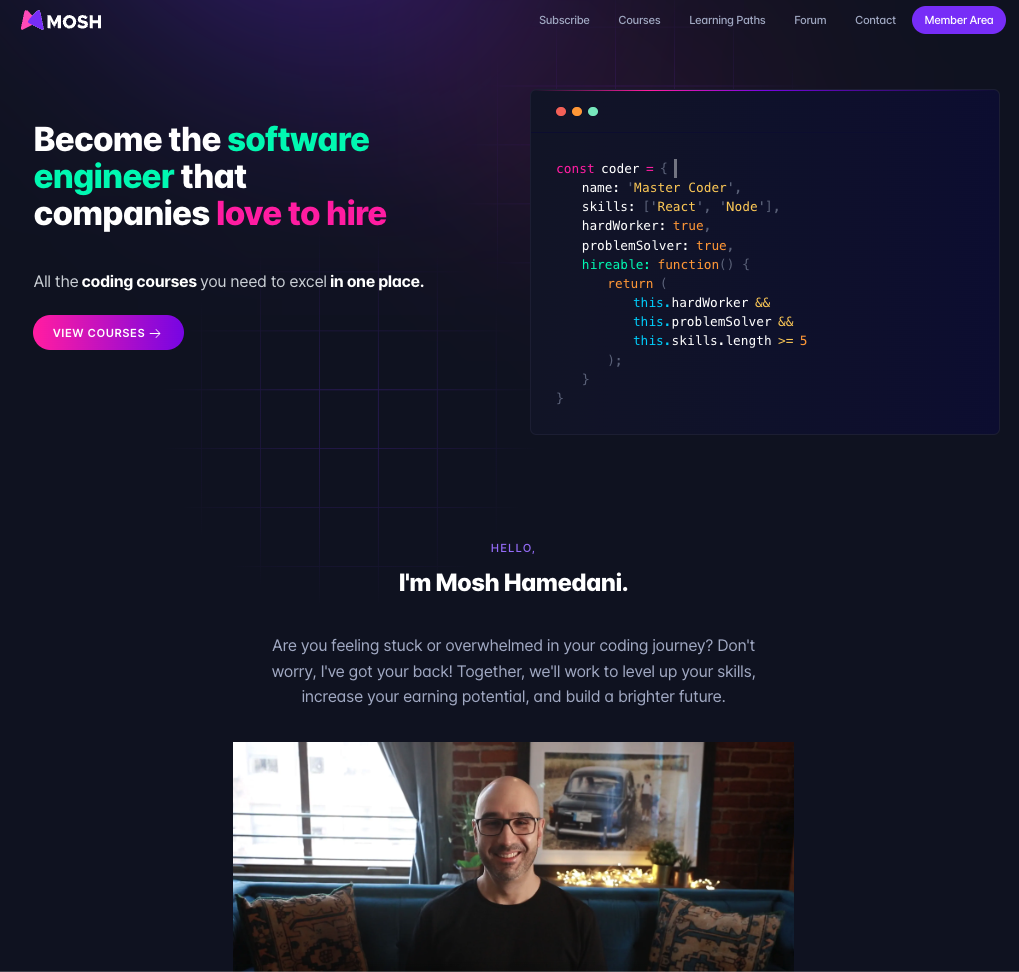 MOSH
Subscribe
Courses
Learning Paths
Forum
Contact
Member Area
Become the software
engineer that
companies love to hire
All the coding courses you need to excel in one place.
VIEW COURSES →
const coder = {
name: 'Master Coder',
skills: ['React', 'Node'],
hardWorker: true,
problemSolver: true,
hireable: function() {
return (
this.hardWorker &&
this.problemSolver &&
this.skills.length >= 5
);
}
}
HELLO,
I'm Mosh Hamedani.
Are you feeling stuck or overwhelmed in your coding journey? Don't
worry, I've got your back! Together, we'll work to level up your skills,
increase your earning potential, and build a brighter future.